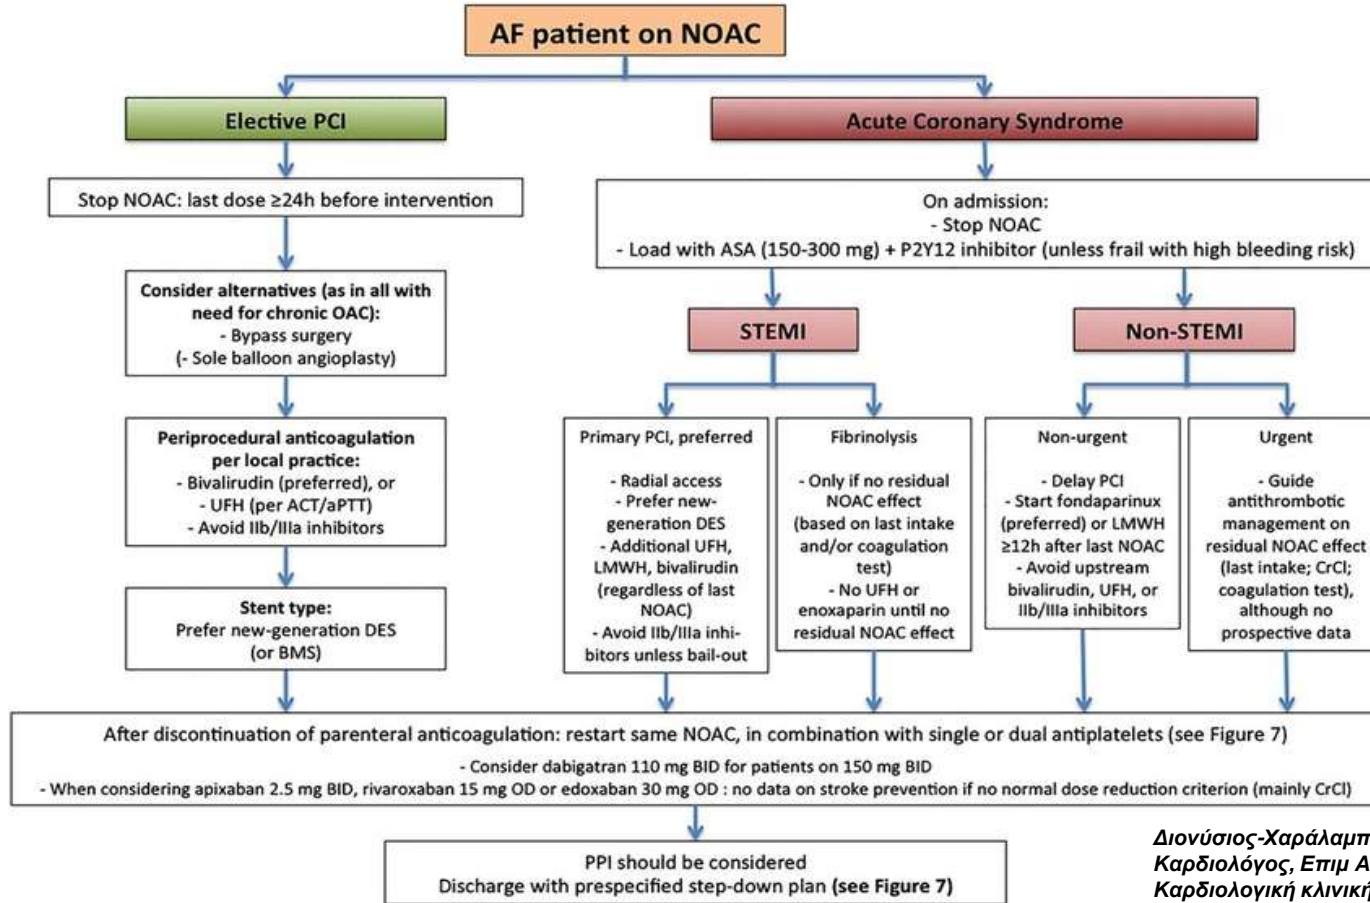 AF patient on NOAC
Elective PCI
Acute Coronary Syndrome
Stop NOAC: last dose ≥24h before intervention
On admission:
- Stop NOAC
- Load with ASA (150-300 mg) + P2Y12 inhibitor (unless frail with high bleeding risk)
Consider alternatives (as in all with
need for chronic OAC):
- Bypass surgery
(- Sole balloon angioplasty)
STEMI
Non-STEMI
Periprocedural anticoagulation
per local practice:
- Bivalirudin (preferred), or
- UFH (per ACT/aPTT)
- Avoid IIb/IIIa inhibitors
Primary PCI, preferred
- Radial access
- Prefer new-
generation DES
- Additional UFH,
LMWH, bivalirudin
(regardless of last
NOAC)
- Avoid IIb/IIIa inhi-
bitors unless bail-out
Fibrinolysis
- Only if no residual
NOAC effect
(based on last intake
and/or coagulation
test)
- No UFH or
enoxaparin until no
residual NOAC effect
Non-urgent
- Delay PCI
- Start fondaparinux
(preferred) or LMWH
≥12h after last NOAC
- Avoid upstream
bivalirudin, UFH, or
IIb/IIIa inhibitors
Urgent
- Guide
antithrombotic
management on
residual NOAC effect
(last intake; CrCl;
coagulation test),
although no
prospective data
Stent type:
Prefer new-generation DES
(or BMS)
After discontinuation of parenteral anticoagulation: restart same NOAC, in combination with single or dual antiplatelets (see Figure 7)
- Consider dabigatran 110 mg BID for patients on 150 mg BID
- When considering apixaban 2.5 mg BID, rivaroxaban 15 mg OD or edoxaban 30 mg OD : no data on stroke prevention if no normal dose reduction criterion (mainly CrCl)
PPI should be considered
Discharge with prespecified step-down plan (see Figure 7)
Διονύσιος-Χαράλαμπ
Καρδιολόγος, Επιμ Α
Καρδιολογική κλινική